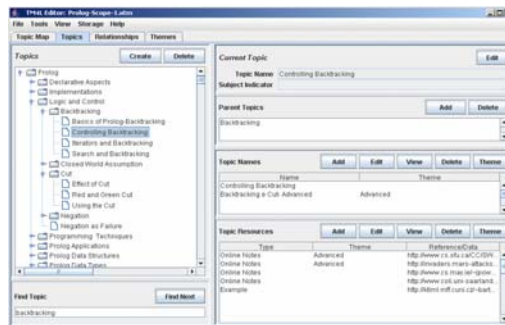 TM4L Editor: Prolog-Scope-1.xtm
File Tools View Storage Help
Topic Map Topics Relationships Themes
Topics Create Delete
Prolog
Declarative Aspects
Implementations
Logic and Control
Backtracking
Basics of Prolog-Backtracking
Controlling Backtracking
Iterators and Backtracking
Search and Backtracking
Closed World Assumption
Cut
Effect of Cut
Red and Green Cut
Using the Cut
Negation
Negation as Failure
Programming Techniques
Prolog Applications
Prolog Data Structures
Prolog Data Types
Find Topic Find Next
backtracking
Current Topic Edit
Topic Name Controlling Backtracking
Subject Indicator
Parent Topics Add Delete
Backtracking
Topic Names Add Edit View Delete Theme
Name Theme
Controlling Backtracking
Backtracking e Cut: Advanced Advanced
Topic Resources Add Edit View Delete Theme
Type Theme Reference/Data
Online Notes Advanced
Online Notes Advanced
Online Notes
Online Notes
Example